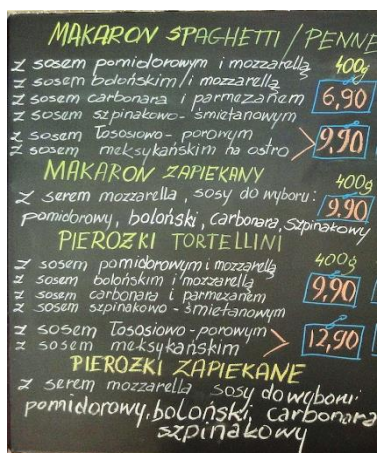 MAKARON SPAGHETTI / PENNE
z sosem pomidorowym i mozzarellą 400g
z sosem bolońskim i mozzarellą
z sosem carbonara i parmezanem 6,90
z sosem szpinakowo-śmietanowym
z sosem łososiowo-porowym 9,90
z sosem meksykańskim na ostro
MAKARON ZAPIEKANY 400g
z serem mozzarella, sosy do wyboru: 9,90
pomidorowy, boloński, carbonara, szpinakowy
PIEROŻKI TORTELLINI
z sosem pomidorowym i mozzarellą 400g
z sosem bolońskim i mozzarellą
z sosem carbonara i parmezanem 9,90
z sosem szpinakowo-śmietanowym
z sosem łososiowo-porowym 12,90
z sosem meksykańskim
PIEROŻKI ZAPIEKANE
z serem mozzarella sosy do wyboru:
pomidorowy, boloński, carbonara
szpinakowy